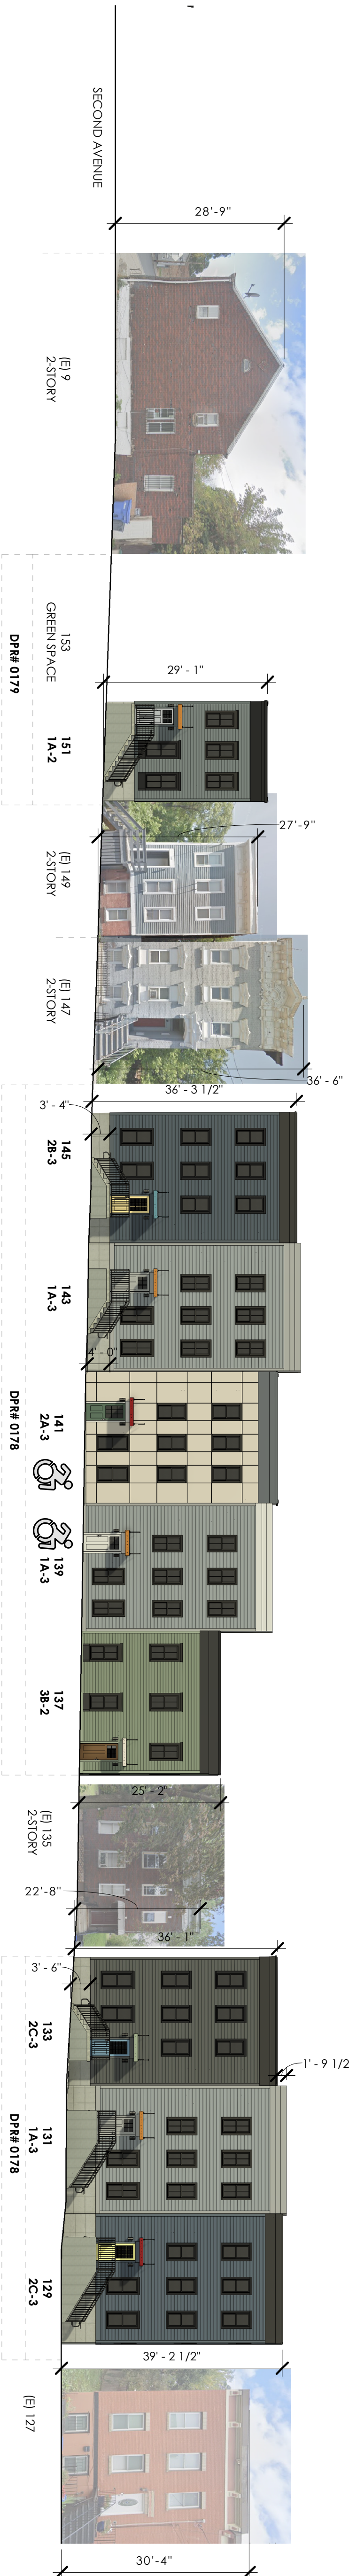 SECOND AVENUE
28'-9"
(E) 9
2-STORY
153
GREEN SPACE
DPR# 0179
29' - 1"
151
1A-2
27'-9"
(E) 149
2-STORY
(E) 147
2-STORY
36' - 6"
36' - 3 1/2"
3' - 4"
145
2B-3
143
1A-3
4' - 0"
DPR# 0178
141
2A-3
139
1A-3
137
3B-2
25' - 2"
(E) 135
2-STORY
22'-8"
36' - 1"
3' - 6"
133
2C-3
1' - 9 1/2
131
1A-3
DPR# 0178
129
2C-3
39' - 2 1/2"
(E) 127
30'-4"